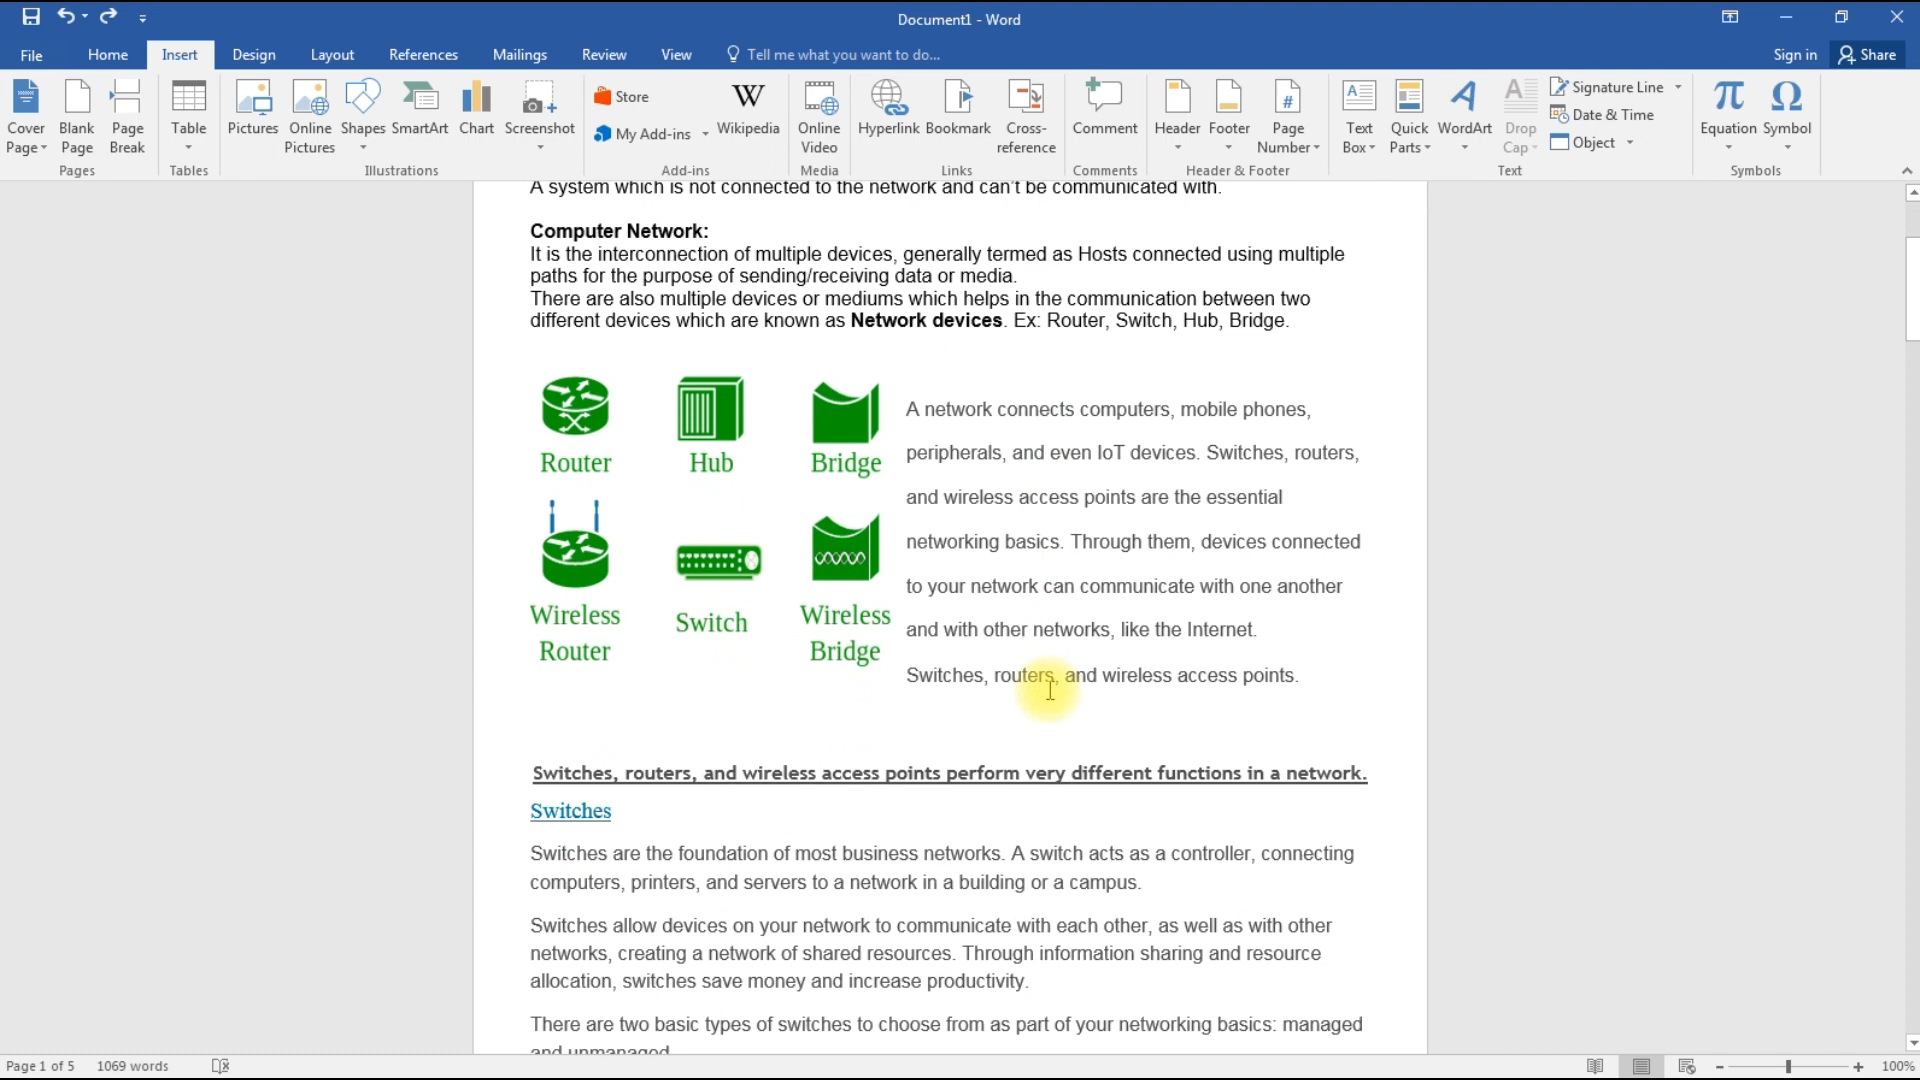 Document1 - Word
File Home Insert Design Layout References Mailings Review View Tell me what you want to do... Sign in Share
Cover Page Blank Page Page Break
Pages
Table
Tables
Pictures Online Pictures Shapes SmartArt Chart Screenshot
Illustrations
Store
My Add-ins
W Wikipedia
Add-ins
Online Video
Media
Hyperlink Bookmark Cross-reference
Links
Comment
Comments
Header Footer # Page Number
Header & Footer
A Text Box Quick Parts A WordArt A Drop Cap
Signature Line
Date & Time
Object
Text
π Equation Ω Symbol
Symbols
A system which is not connected to the network and can't be communicated with.
Computer Network:
It is the interconnection of multiple devices, generally termed as Hosts connected using multiple
paths for the purpose of sending/receiving data or media.
There are also multiple devices or mediums which helps in the communication between two
different devices which are known as Network devices. Ex: Router, Switch, Hub, Bridge.
Router Hub Bridge
Wireless Router Switch Wireless Bridge
A network connects computers, mobile phones,
peripherals, and even IoT devices. Switches, routers,
and wireless access points are the essential
networking basics. Through them, devices connected
to your network can communicate with one another
and with other networks, like the Internet.
Switches, routers, and wireless access points.
Switches, routers, and wireless access points perform very different functions in a network.
Switches
Switches are the foundation of most business networks. A switch acts as a controller, connecting
computers, printers, and servers to a network in a building or a campus.
Switches allow devices on your network to communicate with each other, as well as with other
networks, creating a network of shared resources. Through information sharing and resource
allocation, switches save money and increase productivity.
There are two basic types of switches to choose from as part of your networking basics: managed
and unmanaged
Page 1 of 5 1069 words 100%